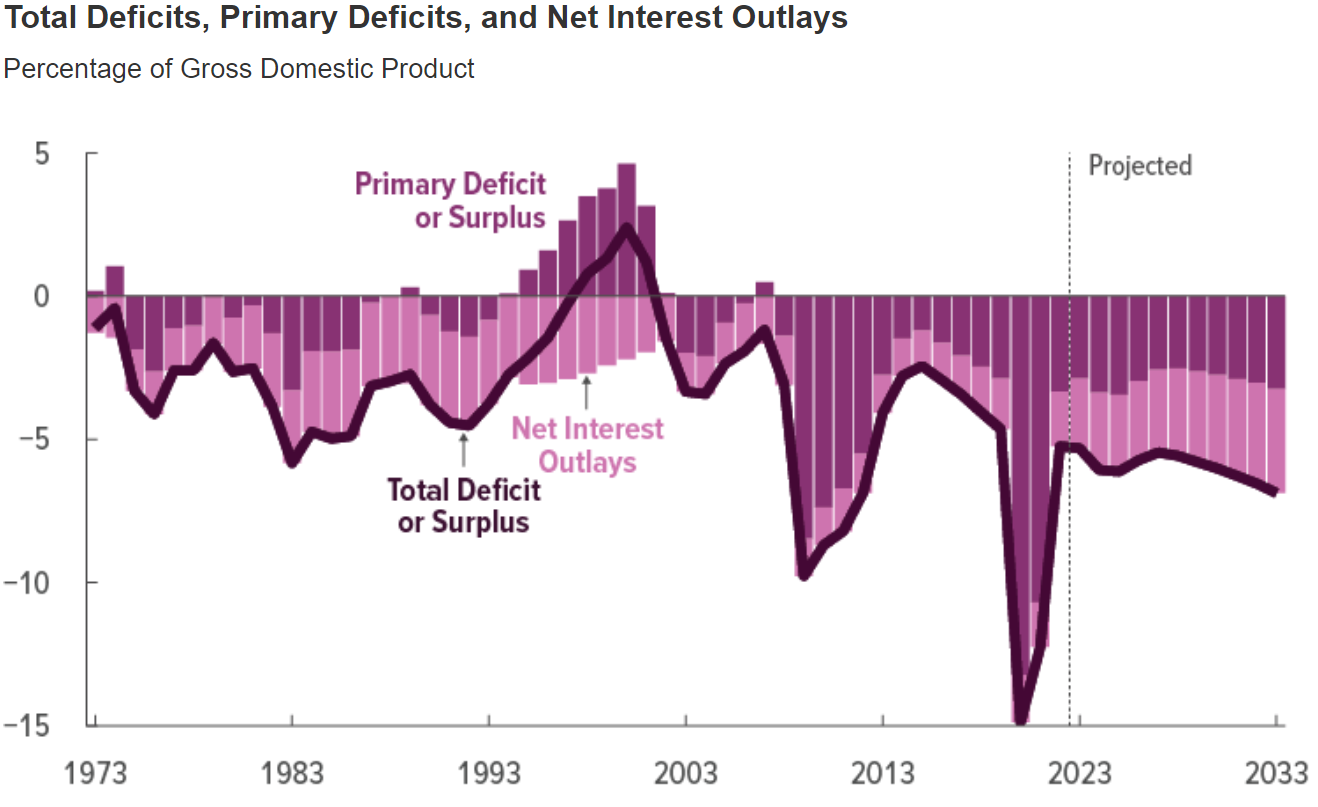 Total Deficits, Primary Deficits, and Net Interest Outlays
Percentage of Gross Domestic Product
5
Projected
Primary Deficit
or Surplus
0
−5
Net Interest
Outlays
Total Deficit
or Surplus
−10
−15
1973 1983 1993 2003 2013 2023 2033